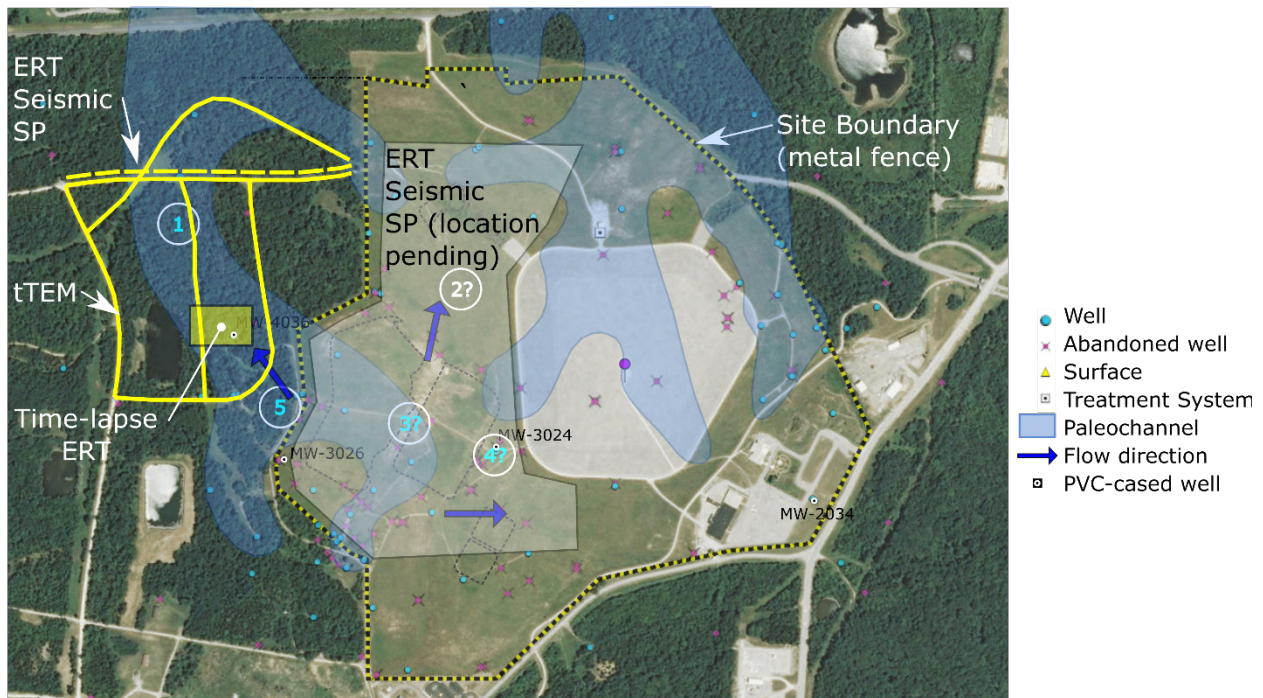 ERT
Seismic
SP
ERT
Seismic
SP (location
pending)
Site Boundary
(metal fence)
1
2?
tTEM
MW-4036
5
3?
Time-lapse
ERT
MW-3024
4?
MW-3026
MW-2034
Well
Abandoned well
Surface
Treatment System
Paleochannel
Flow direction
PVC-cased well